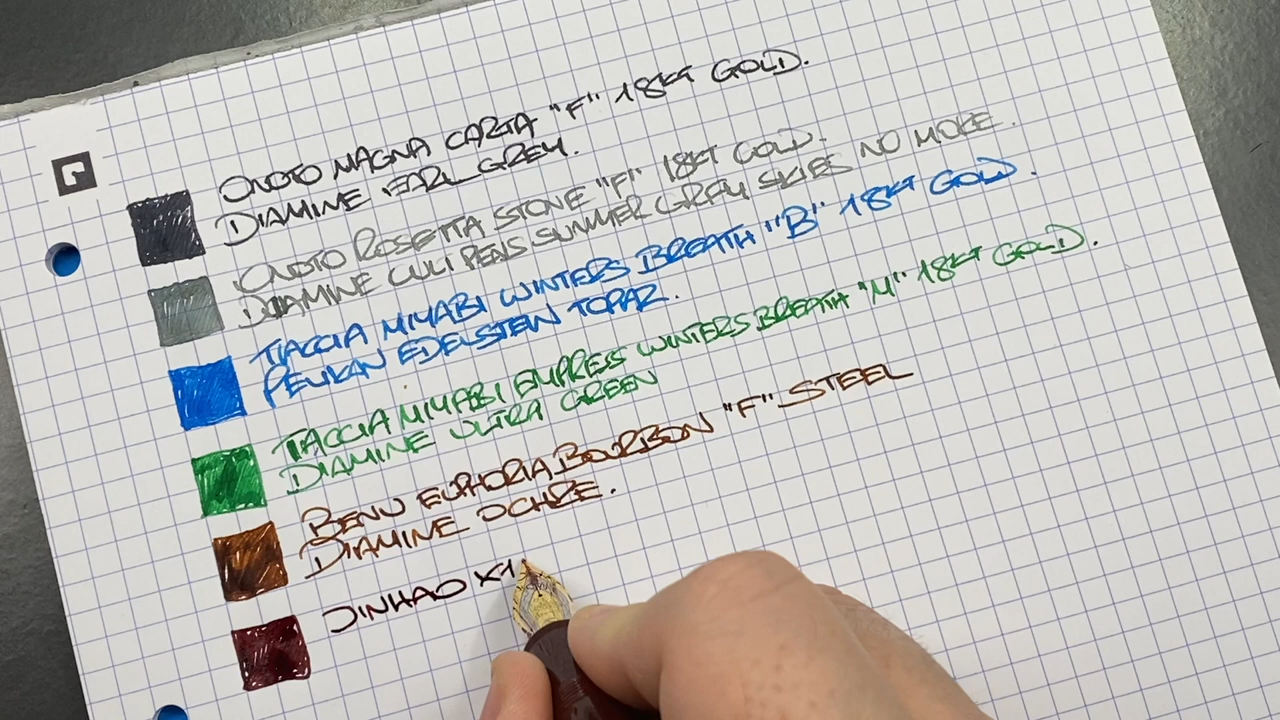 ONOTO MAGNA CARTA "F" 18KT GOLD.
DIAMINE EARL GREY.
ONOTO ROSETTA STONE "F" 18KT GOLD.
DIAMINE CULT PENS SUMMER GREY SKIES NO MORE.
TACCIA MIYABI WINTERS BREATH "B" 18KT GOLD.
PELIKAN EDELSTEIN TOPAZ.
TACCIA MIYABI EMPRESS WINTERS BREATH "M" 18KT GOLD.
DIAMINE ULTRA GREEN
BENU EUPHORIA BOURBON "F" STEEL
DIAMINE OCHRE.
JINHAO X1